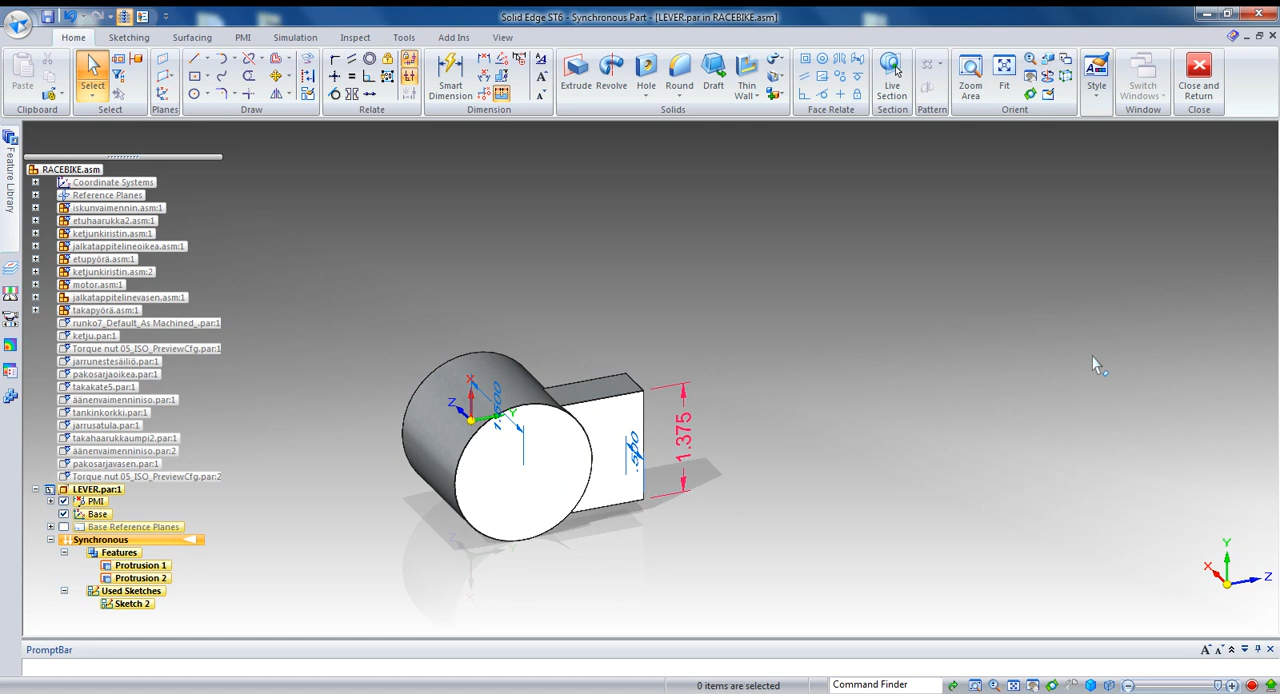 Solid Edge ST6 - Synchronous Part - [LEVER.par in RACEBIKE.asm]
Home
Sketching
Surfacing
PMI
Simulation
Inspect
Tools
Add Ins
View
Paste
Select
Smart
Dimension
Extrude
Revolve
Hole
Round
Draft
Thin
Wall
Live
Section
Zoom
Area
Fit
Style
Switch
Windows
Close and
Return
Clipboard
Select
Planes
Draw
Relate
Dimension
Solids
Face Relate
Section
Pattern
Orient
Window
Close
Feature Library
RACEBIKE.asm
Coordinate Systems
Reference Planes
iskunvaimennin.asm:1
etuhaarukka2.asm:1
ketjunkiristin.asm:1
jalkatappitelineoikea.asm:1
etupyörä.asm:1
ketjunkiristin.asm:2
motor.asm:1
jalkatappitelinevasen.asm:1
takapyörä.asm:1
runko7_Default_As Machined_.par:1
ketju.par:1
Torque nut 05_ISO_PreviewCfg.par:1
jarrunestesäiliö.par:1
pakosarjaoikea.par:1
takakate5.par:1
äänenvaimenniniso.par:1
tankinkorkki.par:1
jarrusatula.par:1
takahaarukkaumpi2.par:1
äänenvaimenniniso.par:2
pakosarjavasen.par:1
Torque nut 05_ISO_PreviewCfg.par:2
LEVER.par:1
PMI
Base
Base Reference Planes
Synchronous
Features
Protrusion 1
Protrusion 2
Used Sketches
Sketch 2
X
Z
Y
1.500
.500
1.375
Z
Y
X
Y
X
Z
PromptBar
0 items are selected
Command Finder